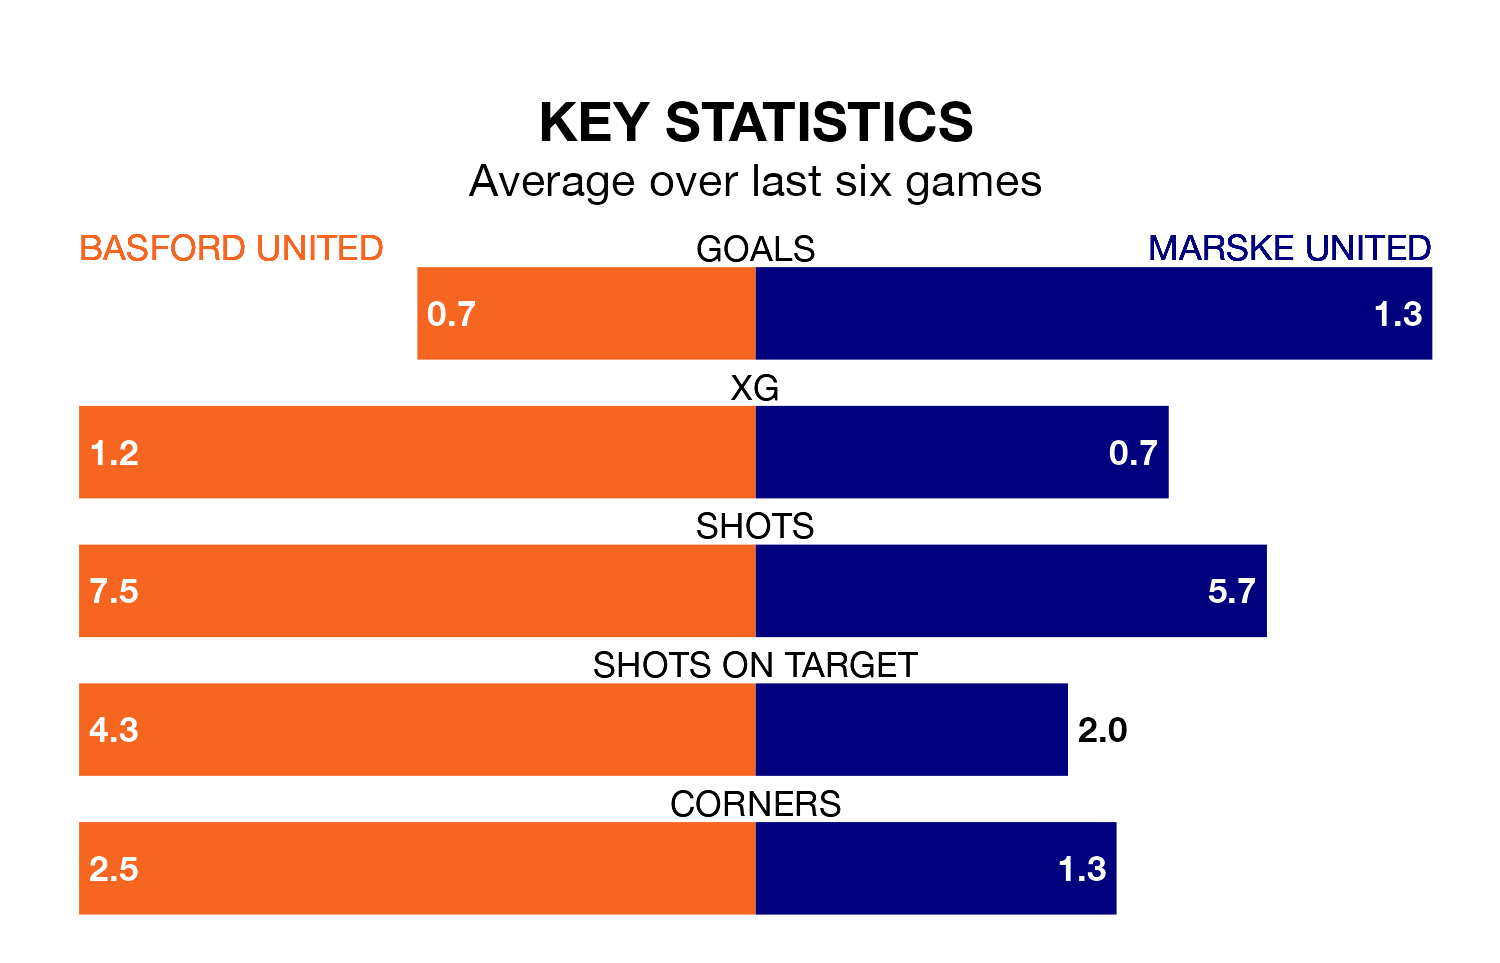 KEY STATISTICS
Average over last six games
BASFORD UNITED GOALS MARSKE UNITED
0.7 1.3
XG
1.2 0.7
SHOTS
7.5 5.7
SHOTS ON TARGET
4.3 2.0
CORNERS
2.5 1.3